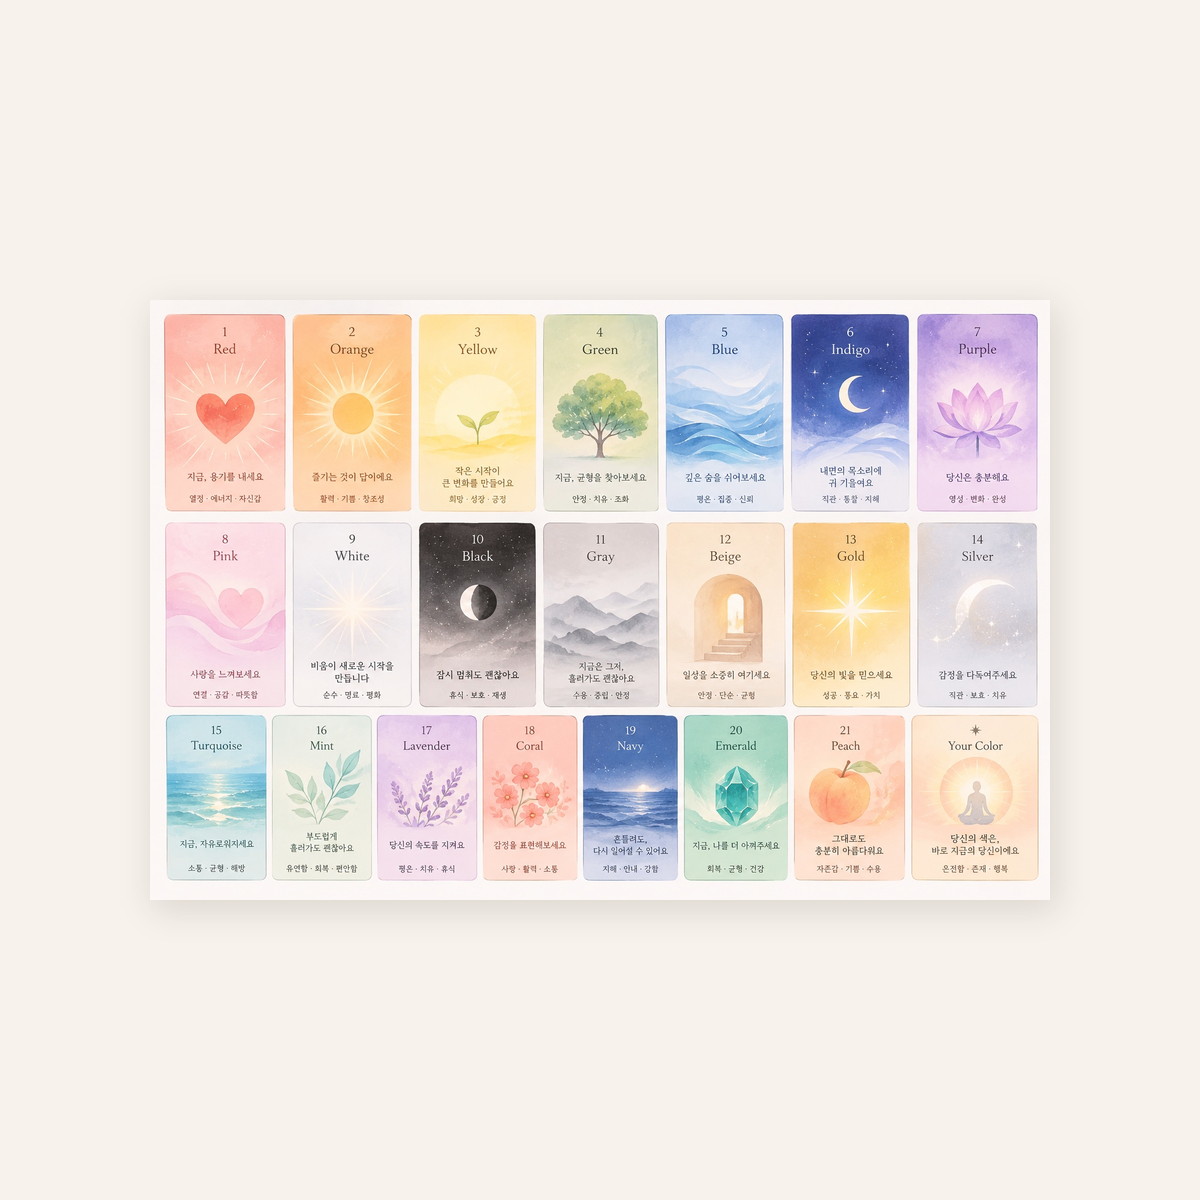 1
Red
지금, 용기를 내세요
열정 · 에너지 · 자신감
2
Orange
즐기는 것이 답이에요
활력 · 기쁨 · 창조성
3
Yellow
작은 시작이
큰 변화를 만들어요
희망 · 성장 · 긍정
4
Green
지금, 균형을 찾아보세요
안정 · 치유 · 조화
5
Blue
깊은 숨을 쉬어보세요
평온 · 집중 · 신뢰
6
Indigo
내면의 목소리에
귀 기울여요
직관 · 통찰 · 지혜
7
Purple
당신은 충분해요
영성 · 변화 · 완성
8
Pink
사랑을 느껴보세요
연결 · 공감 · 따뜻함
9
White
비움이 새로운 시작을
만듭니다
순수 · 명료 · 평화
10
Black
잠시 멈춰도 괜찮아요
휴식 · 보호 · 재생
11
Gray
지금은 그저,
흘러가도 괜찮아요
수용 · 중립 · 안정
12
Beige
일상을 소중히 여기세요
안정 · 단순 · 균형
13
Gold
당신의 빛을 믿으세요
성공 · 풍요 · 가치
14
Silver
감정을 다독여주세요
직관 · 보호 · 치유
15
Turquoise
지금, 자유로워지세요
소통 · 균형 · 해방
16
Mint
부드럽게
흘러가도 괜찮아요
유연함 · 회복 · 편안함
17
Lavender
당신의 속도를 지켜요
평온 · 치유 · 휴식
18
Coral
감정을 표현해보세요
사랑 · 활력 · 소통
19
Navy
흔들려도,
다시 일어설 수 있어요
지혜 · 인내 · 강함
20
Emerald
지금, 나를 더 아껴주세요
회복 · 균형 · 건강
21
Peach
그대로도
충분히 아름다워요
자존감 · 기쁨 · 수용
Your Color
당신의 색은,
바로 지금의 당신이에요
온전함 · 존재 · 행복